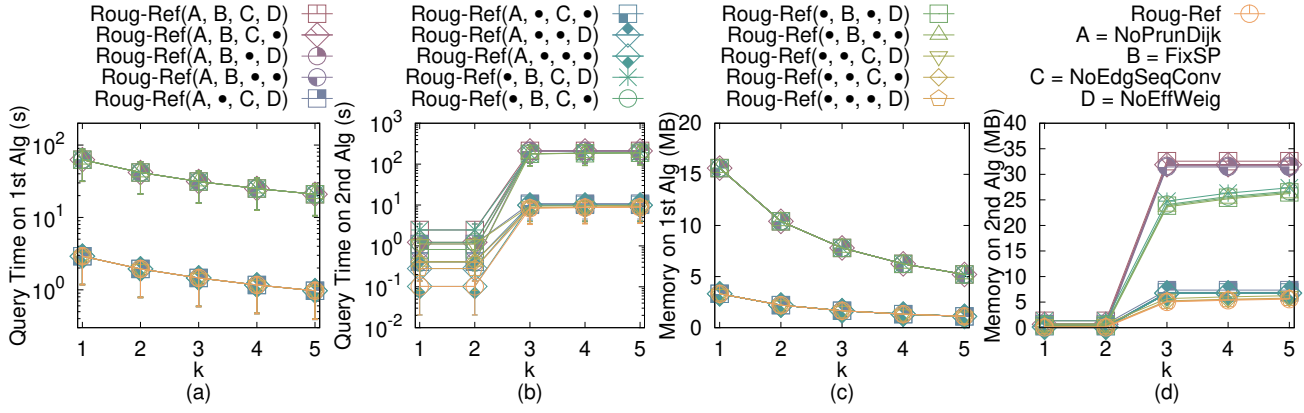 Roug-Ref(A, B, C, D)
Roug-Ref(A, B, C, •)
Roug-Ref(A, B, •, D)
Roug-Ref(A, B, •, •)
Roug-Ref(A, •, C, D)
Roug-Ref(A, •, C, •)
Roug-Ref(A, •, •, D)
Roug-Ref(A, •, •, •)
Roug-Ref(•, B, C, D)
Roug-Ref(•, B, C, •)
Roug-Ref(•, B, •, D)
Roug-Ref(•, B, •, •)
Roug-Ref(•, •, C, •)
Roug-Ref(•, •, •, D)
Roug-Ref
A = NoPrunDijk
B = FixSP
C = NoEdgSeqConv
D = NoEffWeig
Query Time on 1st Alg (s)
10^2
10^1
10^0
1 2 3 4 5
k
(a)
Query Time on 2nd Alg (s)
10^3
10^2
10^1
10^0
10^-1
10^-2
1 2 3 4 5
k
(b)
Memory on 1st Alg (MB)
20
15
10
5
0
1 2 3 4 5
k
(c)
Memory on 2nd Alg (MB)
40
35
30
25
20
15
10
5
0
1 2 3 4 5
k
(d)